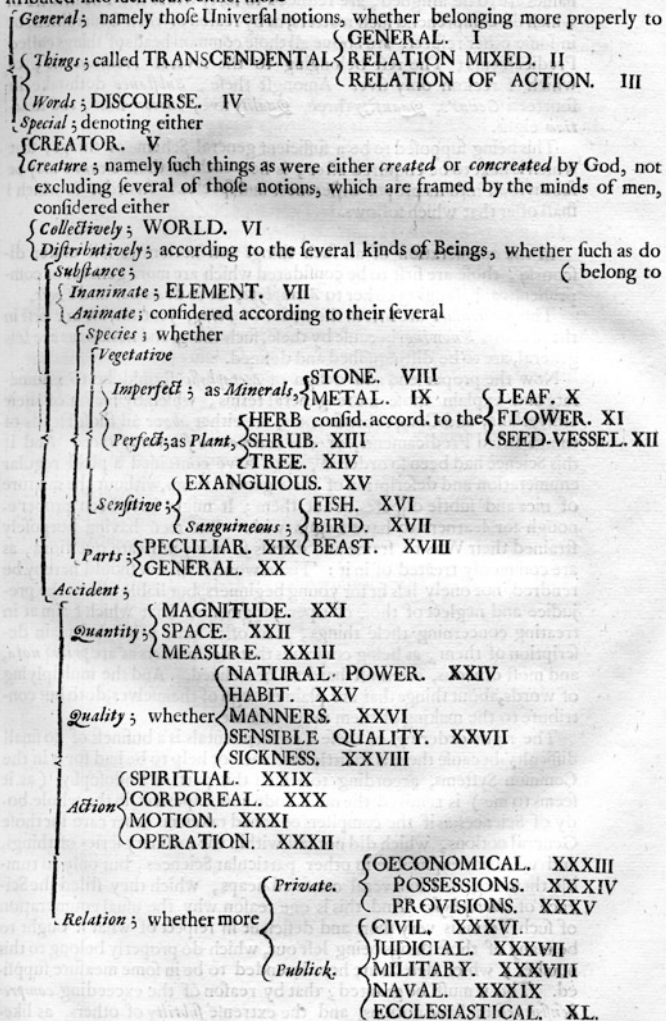 General; namely thoſe Univerſal notions, whether belonging more properly to
GENERAL. I
Things; called TRANSCENDENTAL RELATION MIXED. II
RELATION OF ACTION. III
Words; DISCOURSE. IV
Special; denoting either
CREATOR. V
Creature; namely ſuch things as were either created or concreated by God, not
excluding ſeveral of thoſe notions, which are framed by the minds of men,
conſidered either
Collectively; WORLD. VI
Diſtributively; according to the ſeveral kinds of Beings, whether ſuch as do
Subſtance; ( belong to
Inanimate; ELEMENT. VII
Animate; conſidered according to their ſeveral
Species; whether
Vegetative
Imperfect; as Minerals, STONE. VIII
METAL. IX
LEAF. X
HERB conſid. accord. to the FLOWER. XI
Perfect; as Plant, SHRUB. XIII SEED-VESSEL. XII
TREE. XIV
EXANGUIOUS. XV
Senſitive; FISH. XVI
Sanguineous; BIRD. XVII
Parts; PECULIAR. XIX BEAST. XVIII
GENERAL. XX
Accident;
MAGNITUDE. XXI
Quantity; SPACE. XXII
MEASURE. XXIII
NATURAL POWER. XXIV
HABIT. XXV
Quality; whether MANNERS. XXVI
SENSIBLE QUALITY. XXVII
SICKNESS. XXVIII
SPIRITUAL. XXIX
Action CORPOREAL. XXX
MOTION. XXXI
OPERATION. XXXII
OECONOMICAL. XXXIII
Private. POSSESSIONS. XXXIV
PROVISIONS. XXXV
Relation; whether more CIVIL. XXXVI.
JUDICIAL. XXXVII
Publick. MILITARY. XXXVIII
NAVAL. XXXIX
ECCLESIASTICAL. XL.